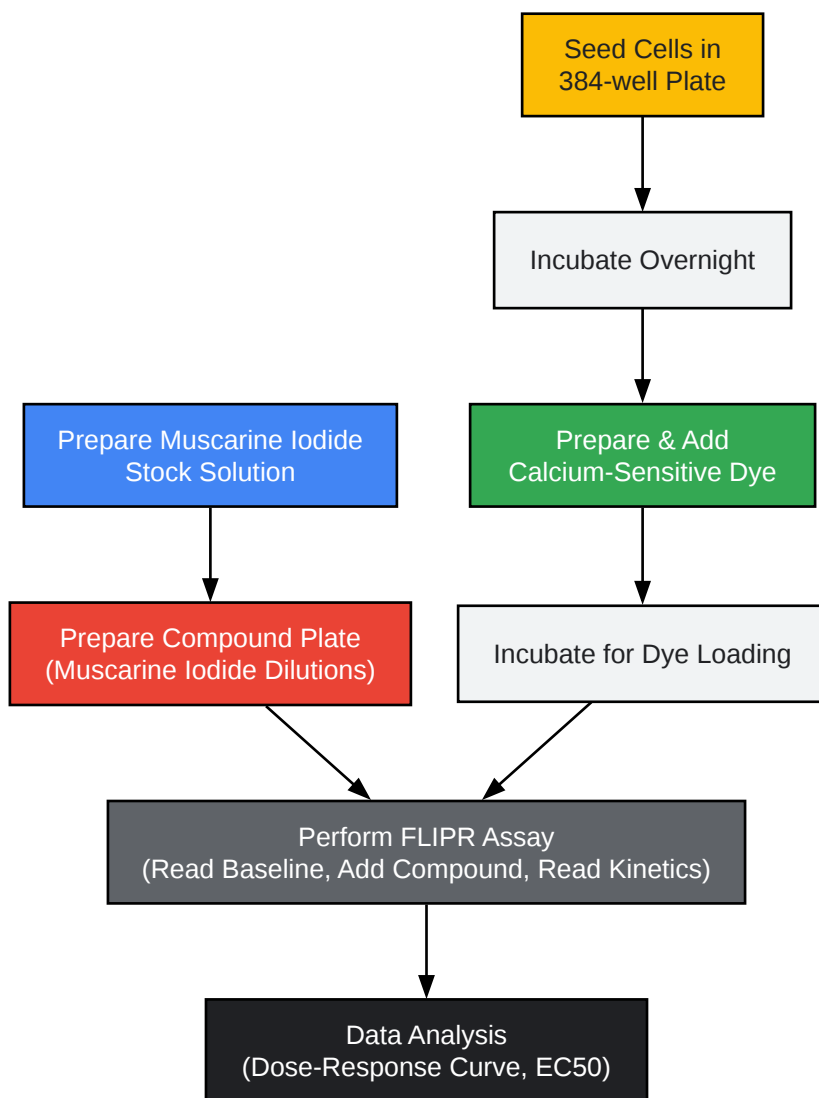 Seed Cells in
384-well Plate
Incubate Overnight
Prepare Muscarine Iodide
Stock Solution
Prepare & Add
Calcium-Sensitive Dye
Prepare Compound Plate
(Muscarine Iodide Dilutions)
Incubate for Dye Loading
Perform FLIPR Assay
(Read Baseline, Add Compound, Read Kinetics)
Data Analysis
(Dose-Response Curve, EC50)